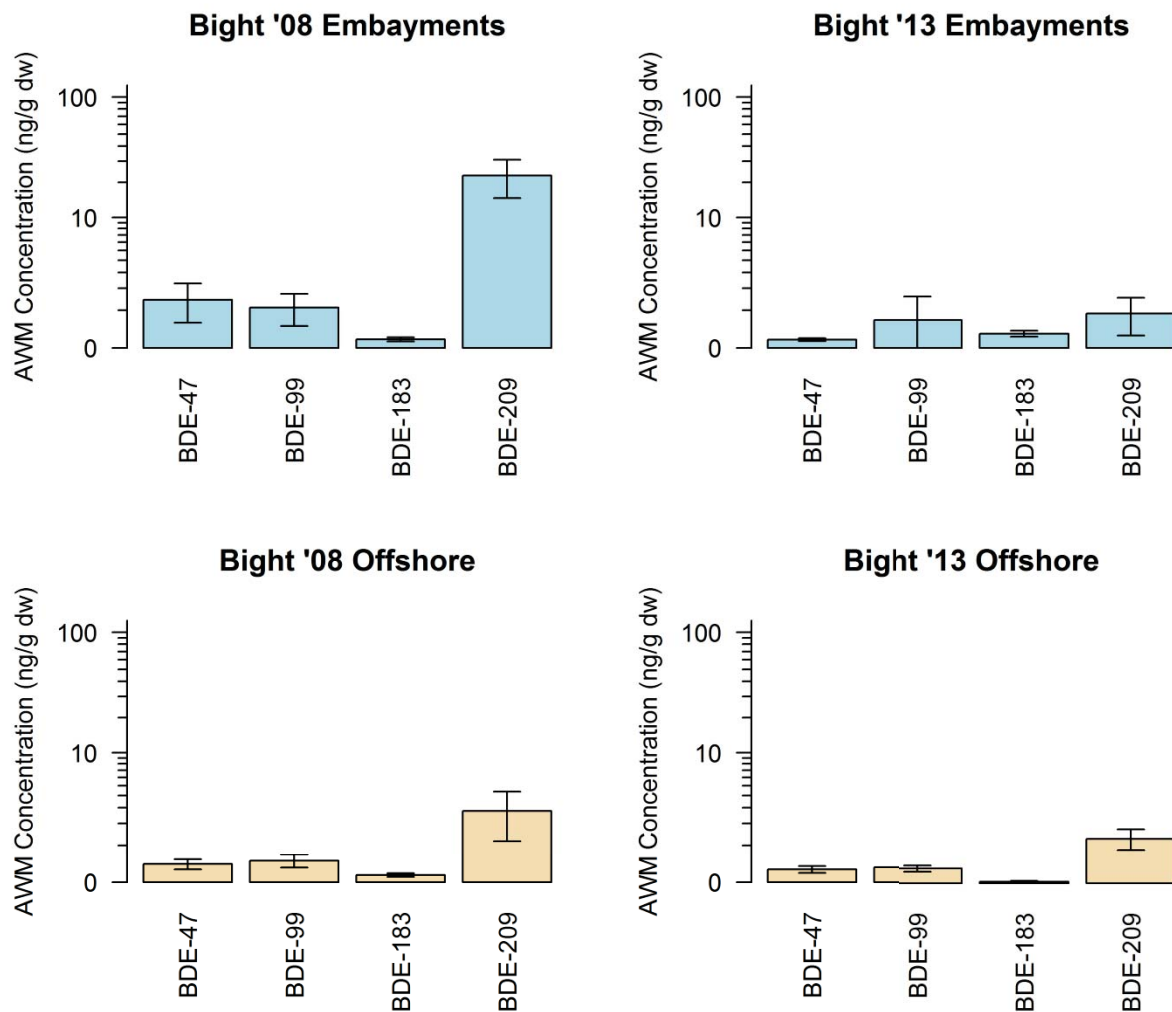 Bight '08 Embayments
AWM Concentration (ng/g dw)
100
10
0
BDE-47
BDE-99
BDE-183
BDE-209
Bight '13 Embayments
AWM Concentration (ng/g dw)
100
10
0
BDE-47
BDE-99
BDE-183
BDE-209
Bight '08 Offshore
AWM Concentration (ng/g dw)
100
10
0
BDE-47
BDE-99
BDE-183
BDE-209
Bight '13 Offshore
AWM Concentration (ng/g dw)
100
10
0
BDE-47
BDE-99
BDE-183
BDE-209